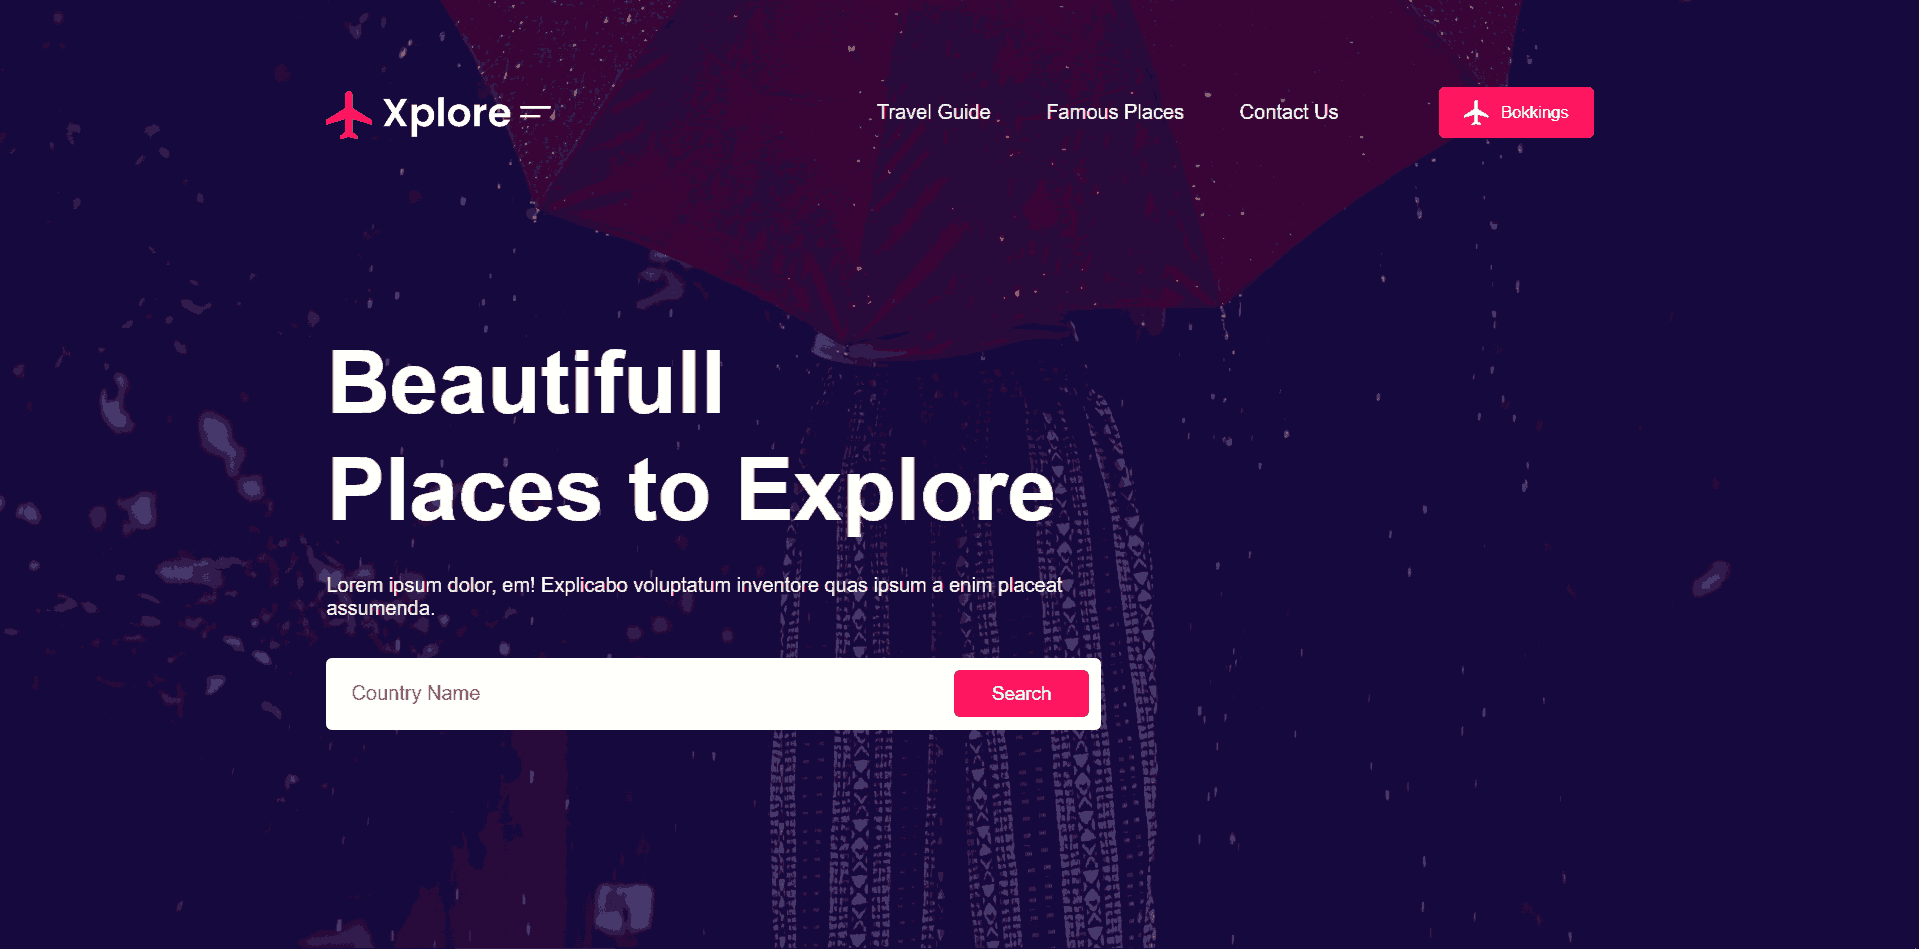 Xplore
Travel Guide
Famous Places
Contact Us
Bokkings
Beautifull
Places to Explore
Lorem ipsum dolor, em! Explicabo voluptatum inventore quas ipsum a enim placeat
assumenda.
Country Name
Search